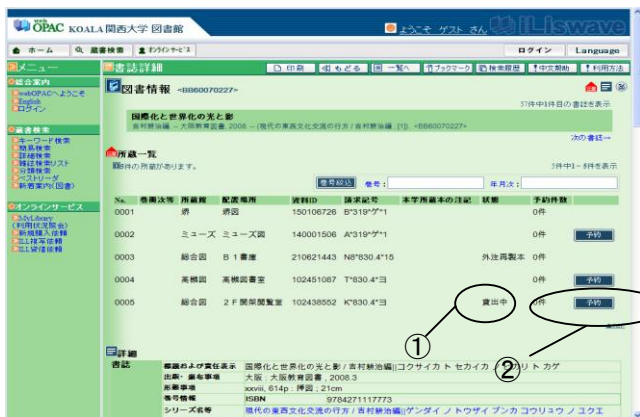 web OPAC KOALA 関西大学 図書館
ようこそ ゲスト さん
iLiswave
ホーム 蔵書検索 オンラインサービス ログイン Language
メニュー
書誌詳細 印刷 もどる 一覧へ ブックマーク 検索履歴 中文幇助 利用方法
総合案内
WebOPACへようこそ
English
ログイン
蔵書検索
キーワード検索
簡易検索
詳細検索
雑誌検索リスト
分類検索
ベストリーダ
新着案内(図書)
オンラインサービス
MyLibrary
(利用状況照会)
新規購入依頼
ILL複写依頼
ILL貸借依頼
図書情報 <BB60070227>
37件中1件目の書誌を表示
国際化と世界化の光と影
吉村耕治編 -- 大阪教育図書, 2008. -- (現代の東西文化交流の行方 / 吉村耕治編 ; [1]). <BB60070227>
次の書誌→
所蔵一覧
5件の所蔵があります。
5件中1-5件を表示
巻号絞込 巻号: 年月次:
No. 巻冊次等 所蔵館 配置場所 資料ID 請求記号 本学所蔵本の注記 状態 予約件数
0001 堺 堺図 150106726 B*319*ゲ*1 0件
0002 ミューズ ミューズ図 140001506 A*319*ゲ*1 0件 予約
0003 総合図 B1書庫 210621443 N8*830.4*15 外注再製本 0件
0004 高槻図 高槻図書室 102451087 T*830.4*ヨ 0件 予約
0005 総合図 2F開架閲覧室 102438552 K*830.4*ヨ 貸出中 0件 予約
① ②
詳細
書誌 標題および責任表示 国際化と世界化の光と影 / 吉村耕治編||コクサイカ ト セカイカ ノ ヒカリ ト カゲ
出版・頒布事項 大阪 : 大阪教育図書 , 2008.3
形態事項 xxviii, 614p : 挿図 ; 21cm
巻号情報 ISBN 9784271117773
シリーズ名等 現代の東西文化交流の行方 / 吉村耕治編||ゲンダイ ノ トウザイ ブンカ コウリュウ ノ ユクエ